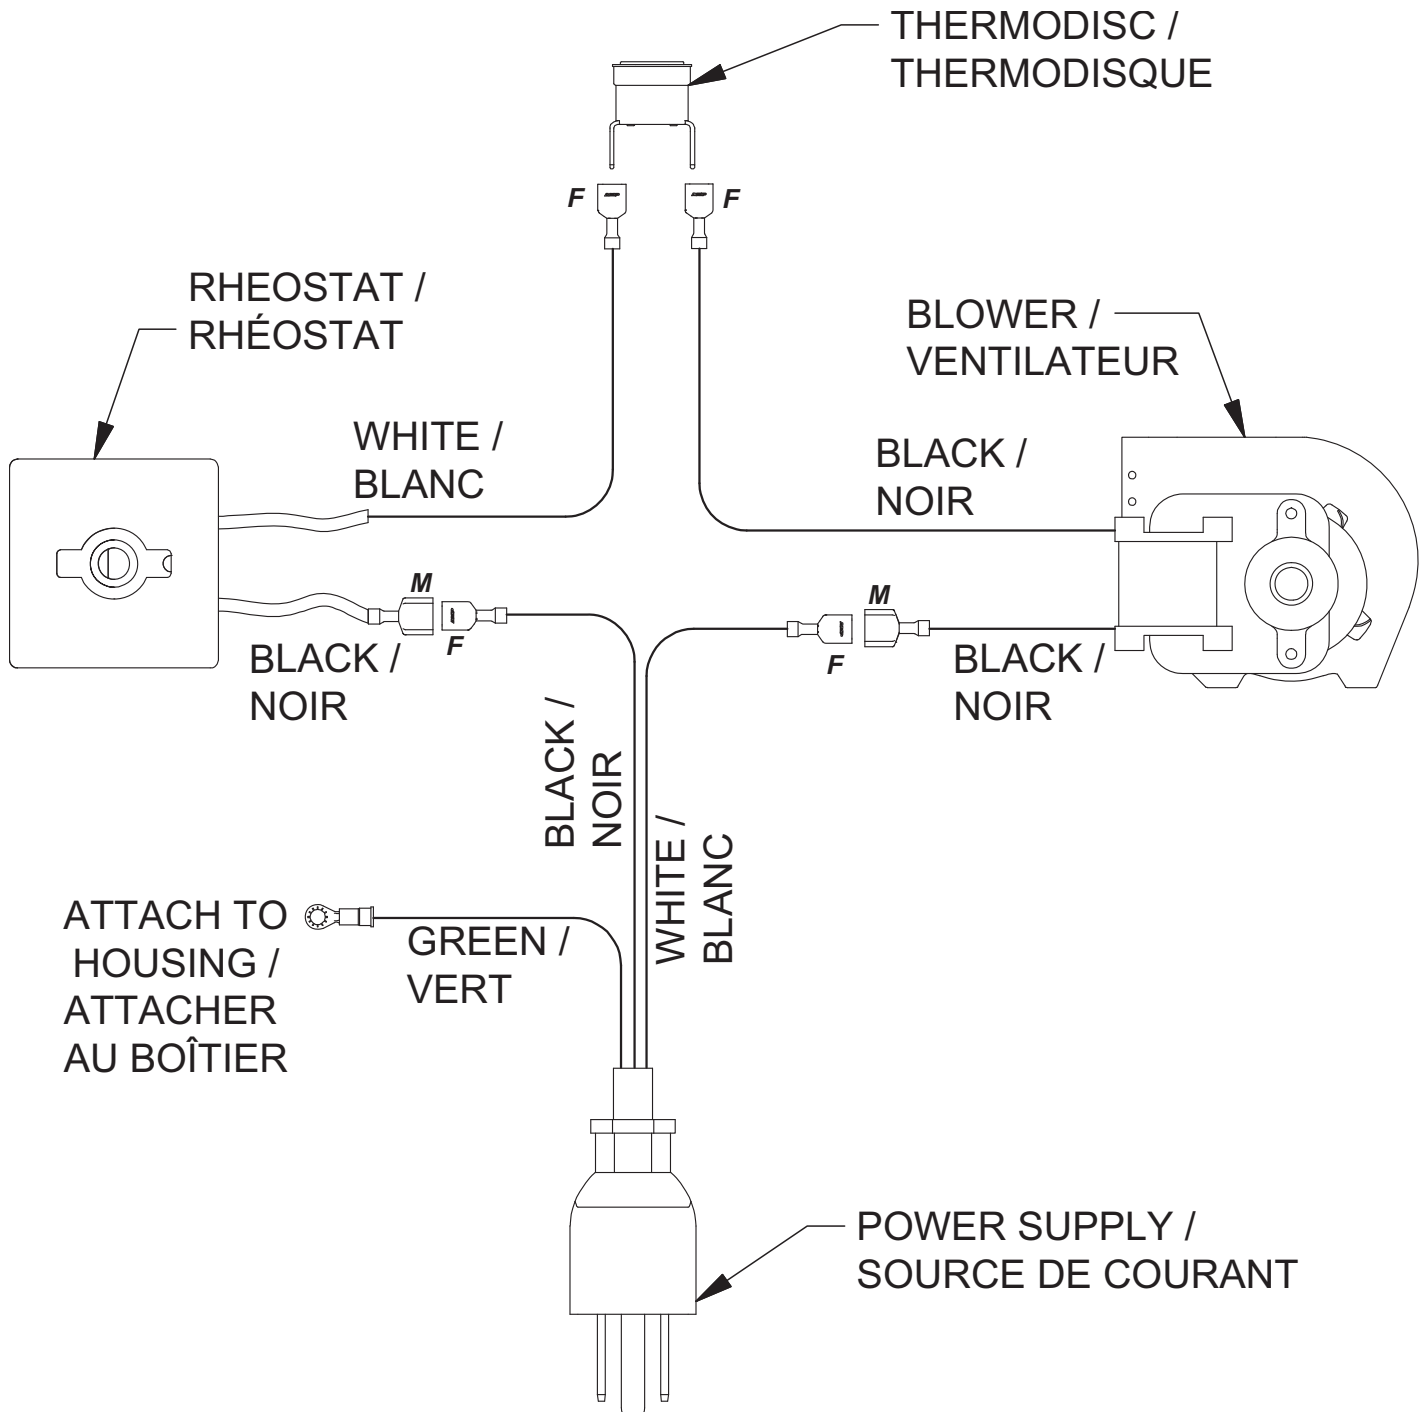 THERMODISC /
THERMODISQUE
F
F
RHEOSTAT /
RHÉOSTAT
BLOWER /
VENTILATEUR
WHITE /
BLANC
BLACK /
NOIR
M
F
M
F
BLACK /
NOIR
BLACK /
NOIR
BLACK /
NOIR
WHITE /
BLANC
ATTACH TO
HOUSING /
ATTACHER
AU BOÎTIER
GREEN /
VERT
POWER SUPPLY /
SOURCE DE COURANT